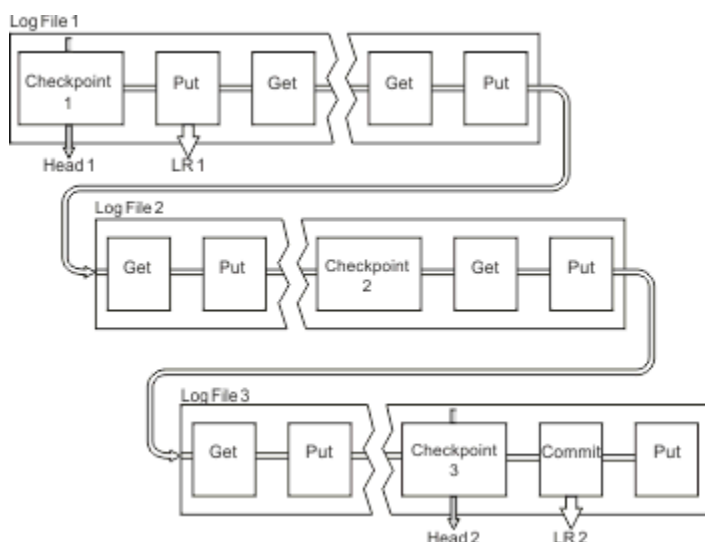 Log File 1
Checkpoint
1
Put
Get
Get
Put
Head 1
LR 1
Log File 2
Get
Put
Checkpoint
2
Get
Put
Log File 3
Get
Put
Checkpoint
3
Commit
Put
Head 2
LR 2